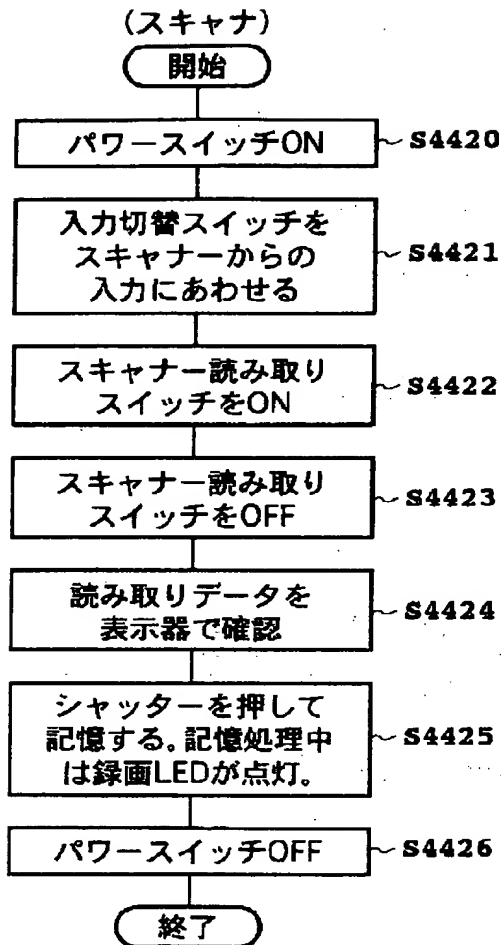 (スキャナ)
開始
パワースイッチON
S4420
入力切替スイッチを
スキャナーからの
入力にあわせる
S4421
スキャナー読み取り
スイッチをON
S4422
スキャナー読み取り
スイッチをOFF
S4423
読み取りデータを
表示器で確認
S4424
シャッターを押して
記憶する。記憶処理中
は録画LEDが点灯。
S4425
パワースイッチOFF
S4426
終了